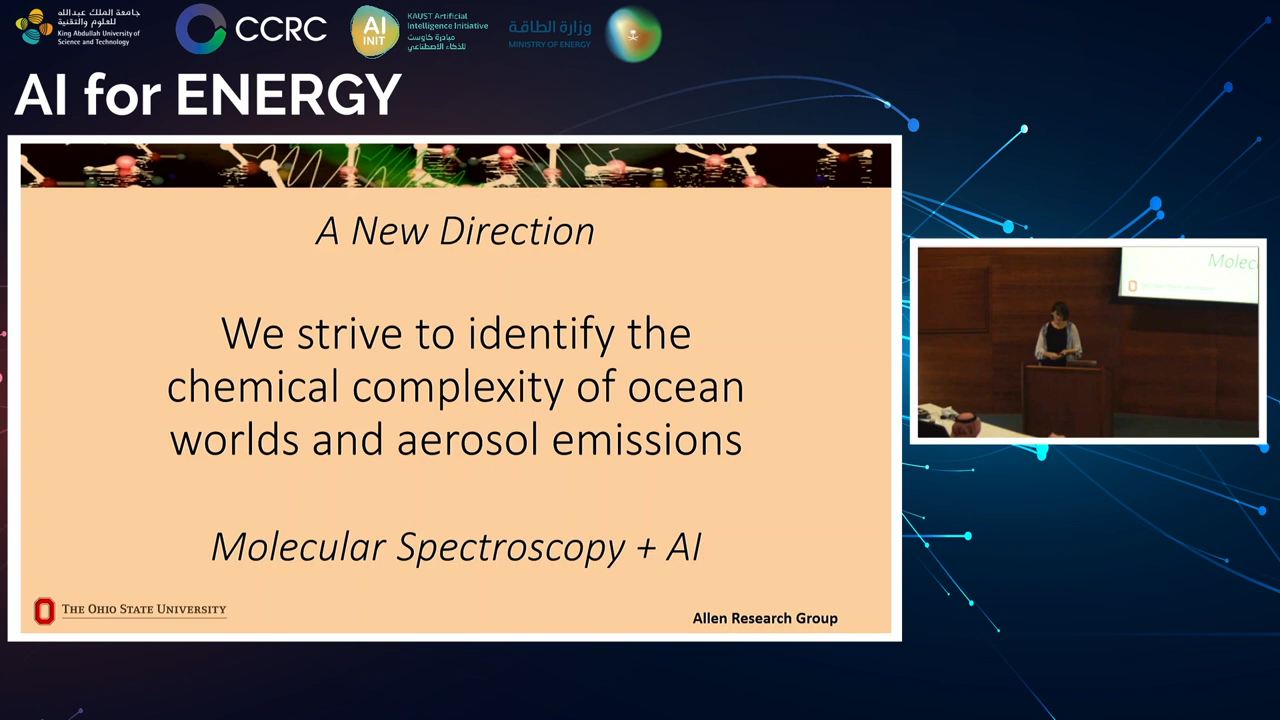 جامعة الملك عبدالله
للعلوم والتقنية
King Abdullah University of
Science and Technology
CCRC
AI
INIT
KAUST Artificial
Intelligence Initiative
مبادرة كاوست
للذكاء الاصطناعي
وزارة الطاقة
MINISTRY OF ENERGY
AI for ENERGY
A New Direction
We strive to identify the
chemical complexity of ocean
worlds and aerosol emissions
Molecular Spectroscopy + AI
THE OHIO STATE UNIVERSITY
Allen Research Group
Molec